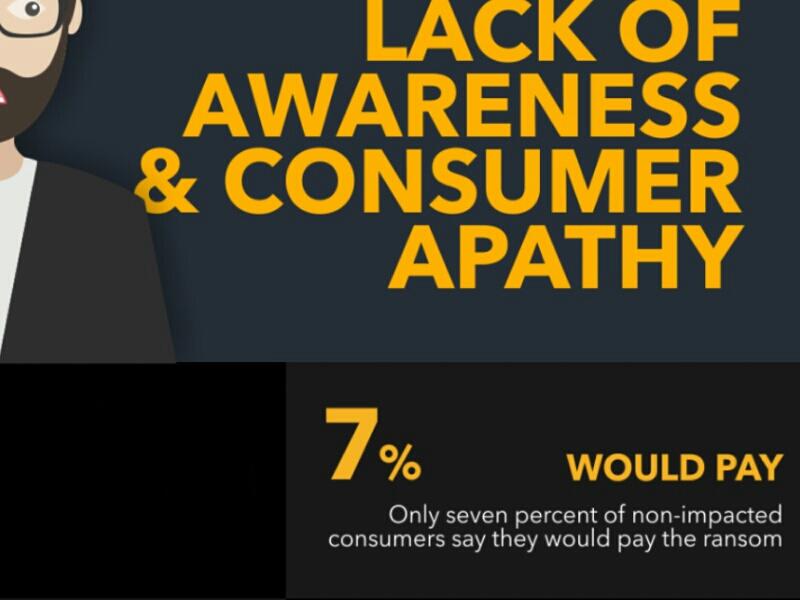 LACK OF
AWARENESS
& CONSUMER
APATHY
7%
WOULD PAY
Only seven percent of non-impacted
consumers say they would pay the ransom